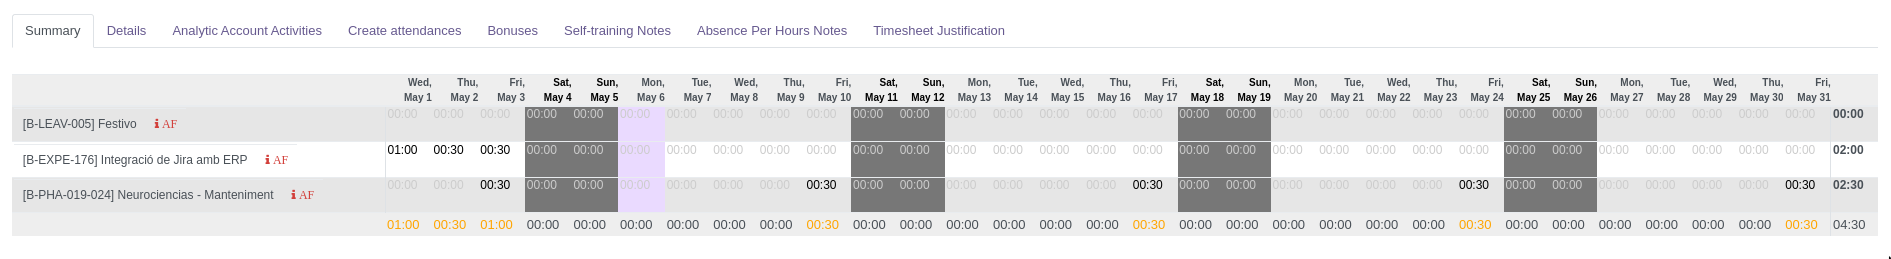 Summary Details Analytic Account Activities Create attendances Bonuses Self-training Notes Absence Per Hours Notes Timesheet Justification
Wed, Thu, Fri, Sat, Sun, Mon, Tue, Wed, Thu, Fri, Sat, Sun, Mon, Tue, Wed, Thu, Fri, Sat, Sun, Mon, Tue, Wed, Thu, Fri, Sat, Sun, Mon, Tue, Wed, Thu, Fri,
May 1 May 2 May 3 May 4 May 5 May 6 May 7 May 8 May 9 May 10 May 11 May 12 May 13 May 14 May 15 May 16 May 17 May 18 May 19 May 20 May 21 May 22 May 23 May 24 May 25 May 26 May 27 May 28 May 29 May 30 May 31
[B-LEAV-005] Festivo AF 00:00 00:00 00:00 00:00 00:00 00:00 00:00 00:00 00:00 00:00 00:00 00:00 00:00 00:00 00:00 00:00 00:00 00:00 00:00 00:00 00:00 00:00 00:00 00:00 00:00 00:00 00:00 00:00 00:00 00:00 00:00 00:00
[B-EXPE-176] Integració de Jira amb ERP AF 01:00 00:30 00:30 00:00 00:00 00:00 00:00 00:00 00:00 00:00 00:00 00:00 00:00 00:00 00:00 00:00 00:00 00:00 00:00 00:00 00:00 00:00 00:00 00:00 00:00 00:00 00:00 00:00 00:00 00:00 00:00 02:00
[B-PHA-019-024] Neurociencias - Manteniment AF 00:00 00:00 00:30 00:00 00:00 00:00 00:00 00:00 00:00 00:30 00:00 00:00 00:00 00:00 00:00 00:00 00:30 00:00 00:00 00:00 00:00 00:00 00:00 00:30 00:00 00:00 00:00 00:00 00:00 00:00 00:30 02:30
01:00 00:30 01:00 00:00 00:00 00:00 00:00 00:00 00:00 00:30 00:00 00:00 00:00 00:00 00:00 00:00 00:30 00:00 00:00 00:00 00:00 00:00 00:00 00:30 00:00 00:00 00:00 00:00 00:00 00:00 00:30 04:30